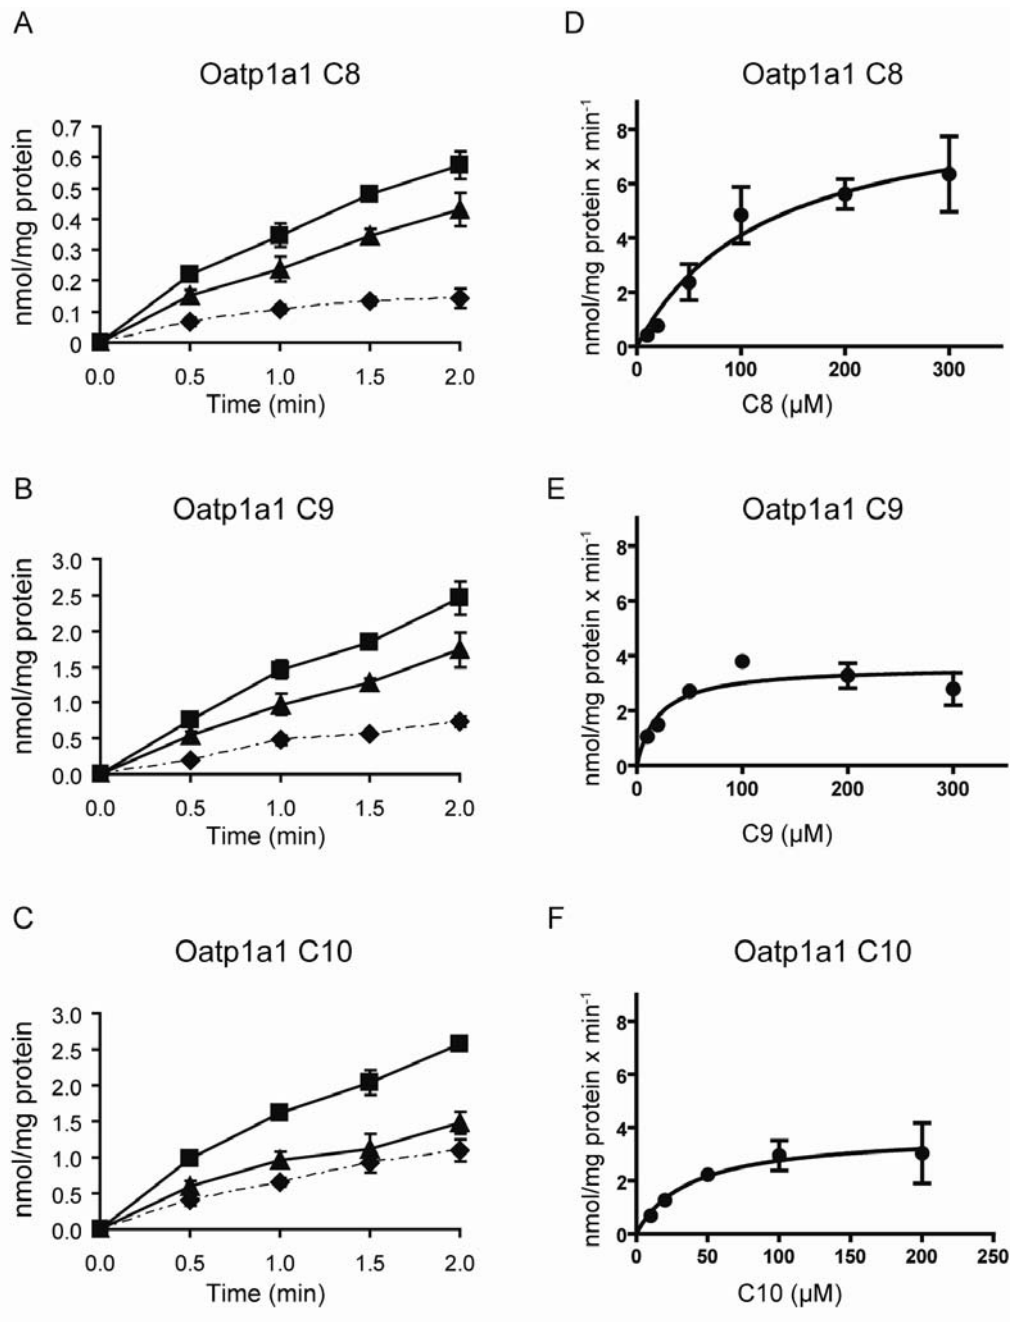 A
Oatp1a1 C8
nmol/mg protein
0.7
0.6
0.5
0.4
0.3
0.2
0.1
0
0.0 0.5 1.0 1.5 2.0
Time (min)
D
Oatp1a1 C8
nmol/mg protein x min⁻¹
8
6
4
2
0
0 100 200 300
C8 (µM)
B
Oatp1a1 C9
nmol/mg protein
3.0
2.5
2.0
1.5
1.0
0.5
0.0
0.0 0.5 1.0 1.5 2.0
Time (min)
E
Oatp1a1 C9
nmol/mg protein x min⁻¹
8
6
4
2
0
0 100 200 300
C9 (µM)
C
Oatp1a1 C10
nmol/mg protein
3.0
2.5
2.0
1.5
1.0
0.5
0.0
0.0 0.5 1.0 1.5 2.0
Time (min)
F
Oatp1a1 C10
nmol/mg protein x min⁻¹
8
6
4
2
0
0 50 100 150 200 250
C10 (µM)